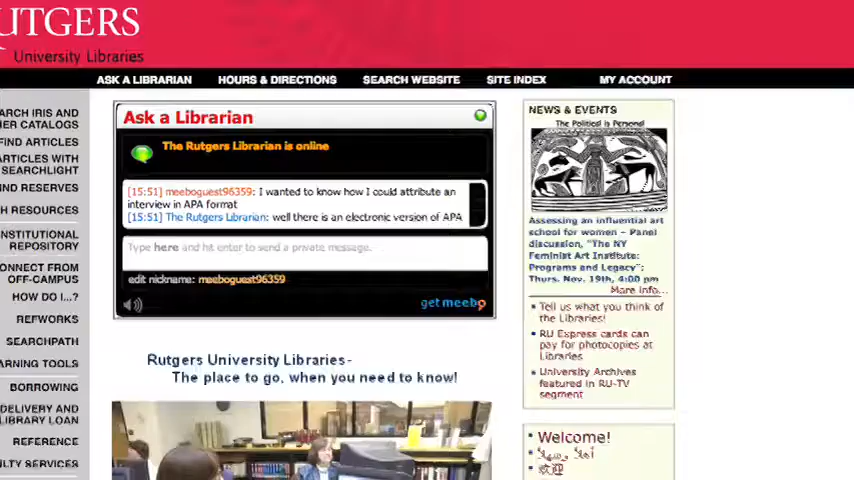 UTGERS
University Libraries
ASK A LIBRARIAN HOURS & DIRECTIONS SEARCH WEBSITE SITE INDEX MY ACCOUNT
ARCH IRIS AND
ER CATALOGS
FIND ARTICLES
ARTICLES WITH
SEARCHLIGHT
ND RESERVES
H RESOURCES
NSTITUTIONAL
REPOSITORY
ONNECT FROM
OFF-CAMPUS
HOW DO I...?
REFWORKS
SEARCHPATH
ARNING TOOLS
BORROWING
DELIVERY AND
LIBRARY LOAN
REFERENCE
LTY SERVICES
Ask a Librarian
The Rutgers Librarian is online
[15:51] meeboguest96359: I wanted to know how I could attribute an
interview in APA format
[15:51] The Rutgers Librarian: well there is an electronic version of APA
Type here and hit enter to send a private message.
edit nickname: meeboguest96359
get meebo
Rutgers University Libraries-
The place to go, when you need to know!
NEWS & EVENTS
The Political is Personal
Assessing an influential art
school for women - Panel
discussion, "The NY
Feminist Art Institute:
Programs and Legacy";
Thurs. Nov. 19th, 4:00 pm
More info...
Tell us what you think of
the Libraries!
RU Express cards can
pay for photocopies at
Libraries
University Archives
featured in RU-TV
segment
Welcome!
欢迎